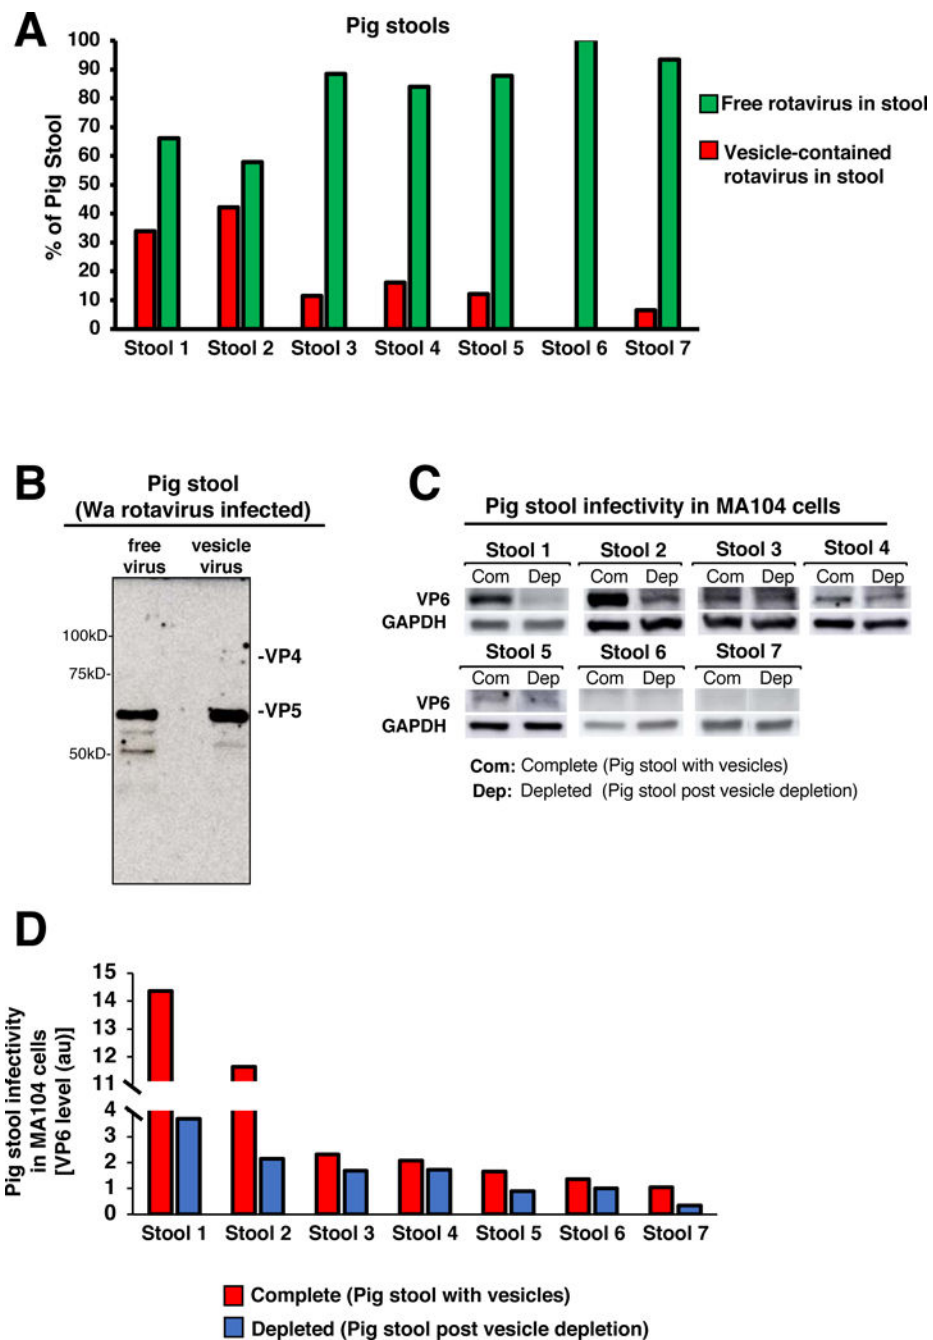 A
Pig stools
% of Pig Stool
100
90
80
70
60
50
40
30
20
10
0
Stool 1 Stool 2 Stool 3 Stool 4 Stool 5 Stool 6 Stool 7
Free rotavirus in stool
Vesicle-contained
rotavirus in stool
B
Pig stool
(Wa rotavirus infected)
free vesicle
virus virus
100kD-
-VP4
75kD-
-VP5
50kD-
C
Pig stool infectivity in MA104 cells
Stool 1 Stool 2 Stool 3 Stool 4
Com Dep Com Dep Com Dep Com Dep
VP6
GAPDH
Stool 5 Stool 6 Stool 7
Com Dep Com Dep Com Dep
VP6
GAPDH
Com: Complete (Pig stool with vesicles)
Dep: Depleted (Pig stool post vesicle depletion)
D
Pig stool infectivity
in MA104 cells
[VP6 level (au)]
15
14
13
12
11
4
3
2
1
0
Stool 1 Stool 2 Stool 3 Stool 4 Stool 5 Stool 6 Stool 7
Complete (Pig stool with vesicles)
Depleted (Pig stool post vesicle depletion)